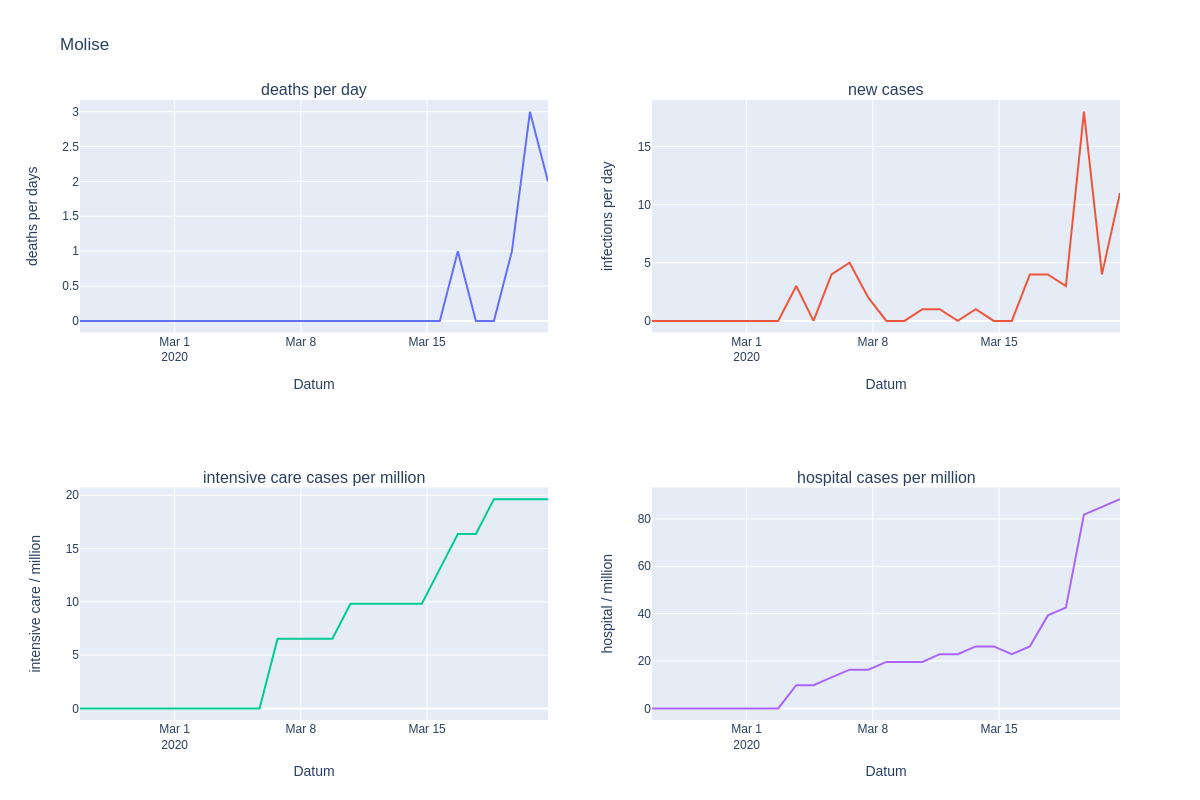 Molise
deaths per day
deaths per days
3
2.5
2
1.5
1
0.5
0
Mar 1
2020
Mar 8
Mar 15
Datum
new cases
infections per day
15
10
5
0
Mar 1
2020
Mar 8
Mar 15
Datum
intensive care cases per million
intensive care / million
20
15
10
5
0
Mar 1
2020
Mar 8
Mar 15
Datum
hospital cases per million
hospital / million
80
60
40
20
0
Mar 1
2020
Mar 8
Mar 15
Datum